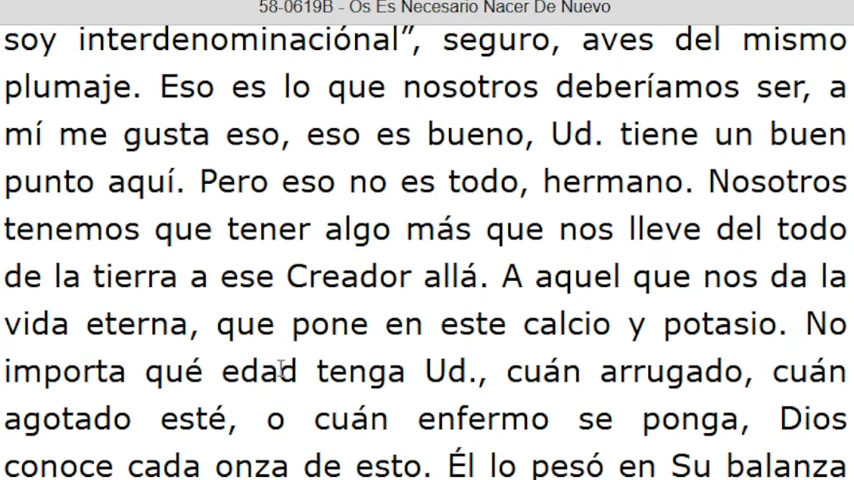 58-0619B - Os Es Necesario Nacer De Nuevo
soy interdenominaciónal”, seguro, aves del mismo
plumaje. Eso es lo que nosotros deberíamos ser, a
mí me gusta eso, eso es bueno, Ud. tiene un buen
punto aquí. Pero eso no es todo, hermano. Nosotros
tenemos que tener algo más que nos lleve del todo
de la tierra a ese Creador allá. A aquel que nos da la
vida eterna, que pone en este calcio y potasio. No
importa qué edad tenga Ud., cuán arrugado, cuán
agotado esté, o cuán enfermo se ponga, Dios
conoce cada onza de esto. Él lo pesó en Su balanza